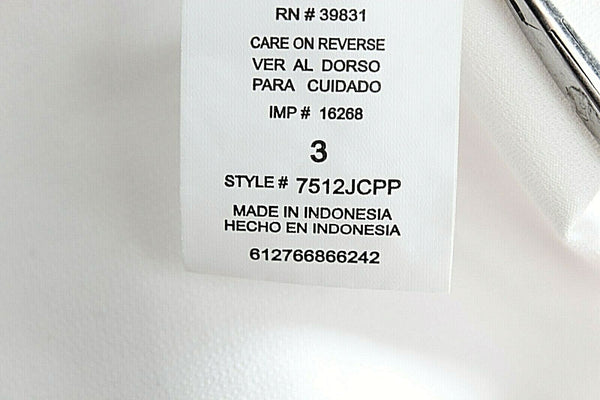 RN # 39831
CARE ON REVERSE
VER AL DORSO
PARA CUIDADO
IMP # 16268
3
STYLE # 7512JCPP
MADE IN INDONESIA
HECHO EN INDONESIA
612766866242